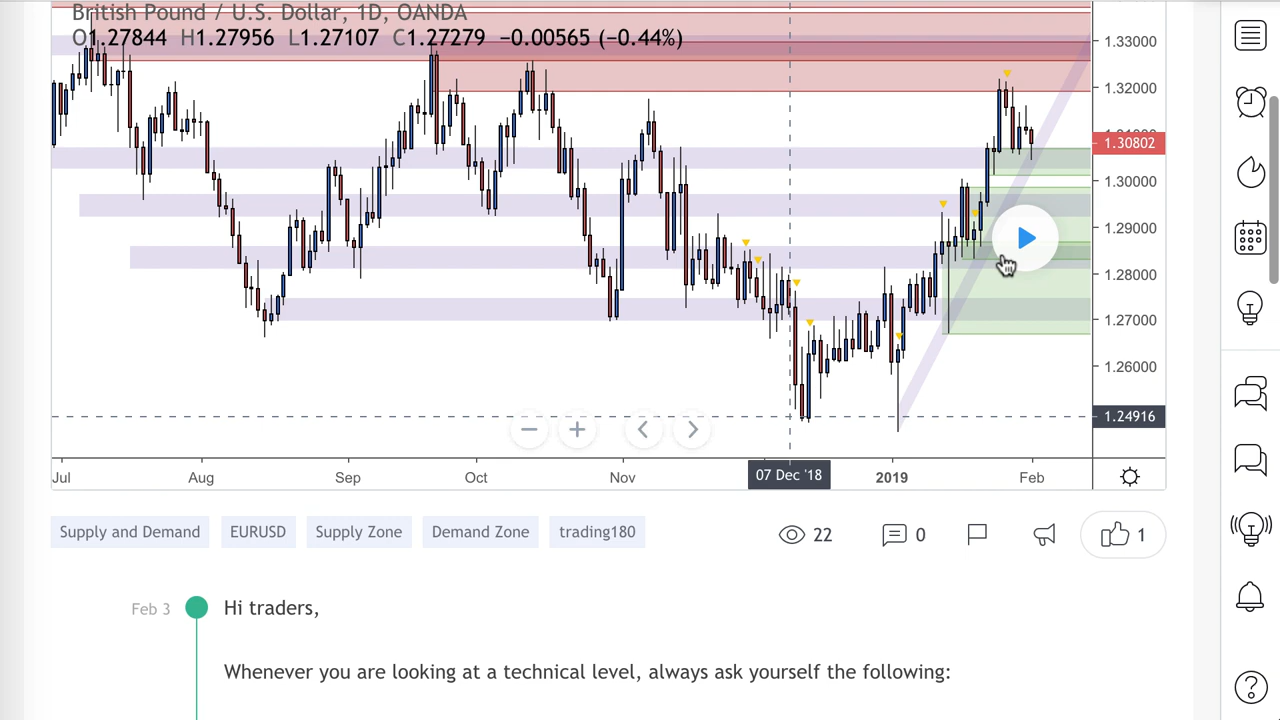 British Pound / U.S. Dollar, 1D, OANDA
O1.27844 H1.27956 L1.27107 C1.27279 −0.00565 (−0.44%)
1.33000
1.32000
1.30802
1.30000
1.29000
1.28000
1.27000
1.26000
1.24916
Jul Aug Sep Oct Nov 07 Dec '18 2019 Feb
Supply and Demand EURUSD Supply Zone Demand Zone trading180 22 0 1
Feb 3 Hi traders,
Whenever you are looking at a technical level, always ask yourself the following: